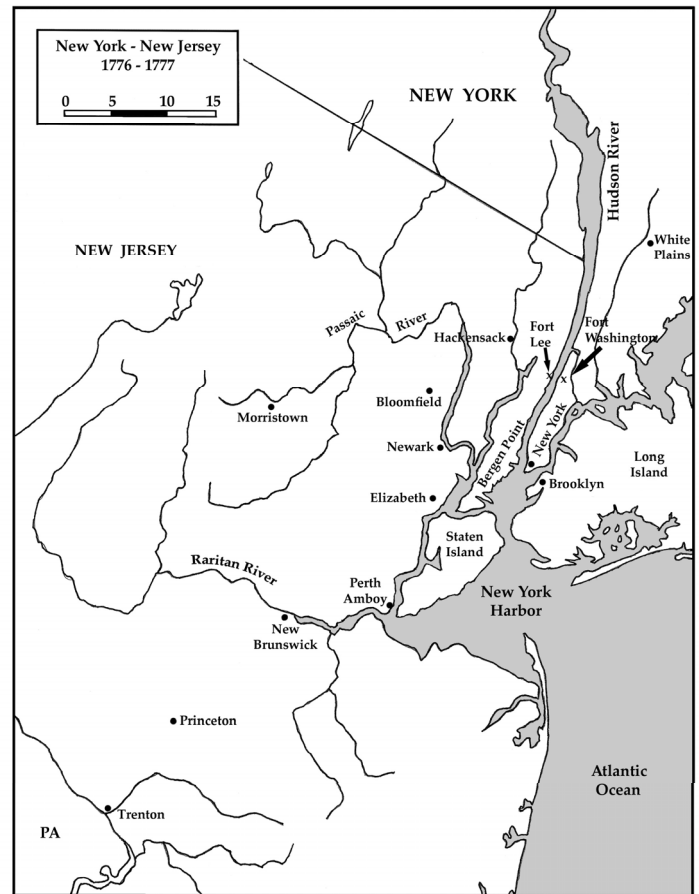 New York - New Jersey
1776 - 1777
0 5 10 15
NEW YORK
Hudson River
NEW JERSEY
White
Plains
Passaic
River
Hackensack
Fort
Lee
Fort
Washington
x
x
Bloomfield
Morristown
New York
Bergen Point
Newark
Long
Island
Brooklyn
Elizabeth
Staten
Island
Raritan River
Perth
Amboy
New York
Harbor
New
Brunswick
Princeton
Atlantic
Ocean
Trenton
PA